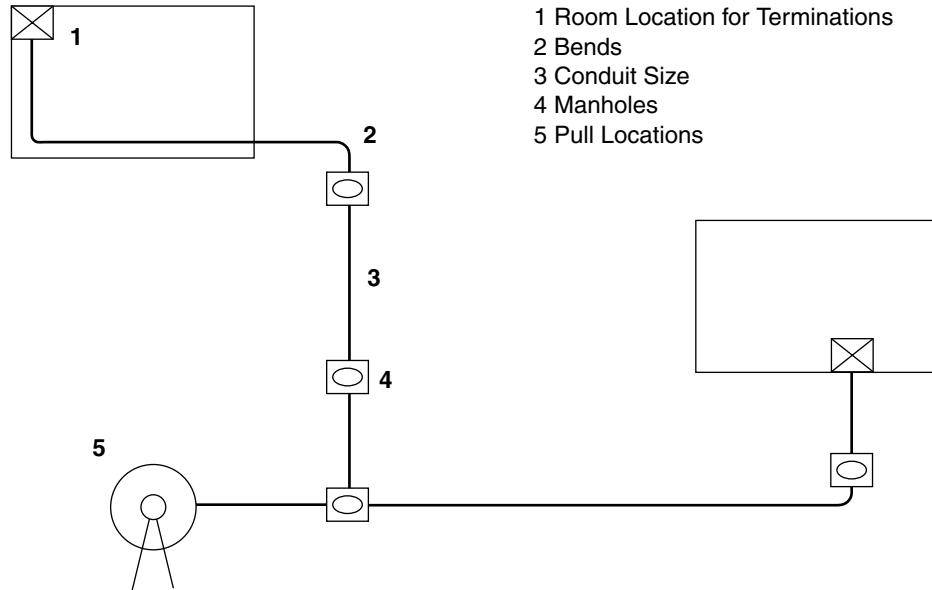 1 Room Location for Terminations
2 Bends
3 Conduit Size
4 Manholes
5 Pull Locations
1
2
3
4
5